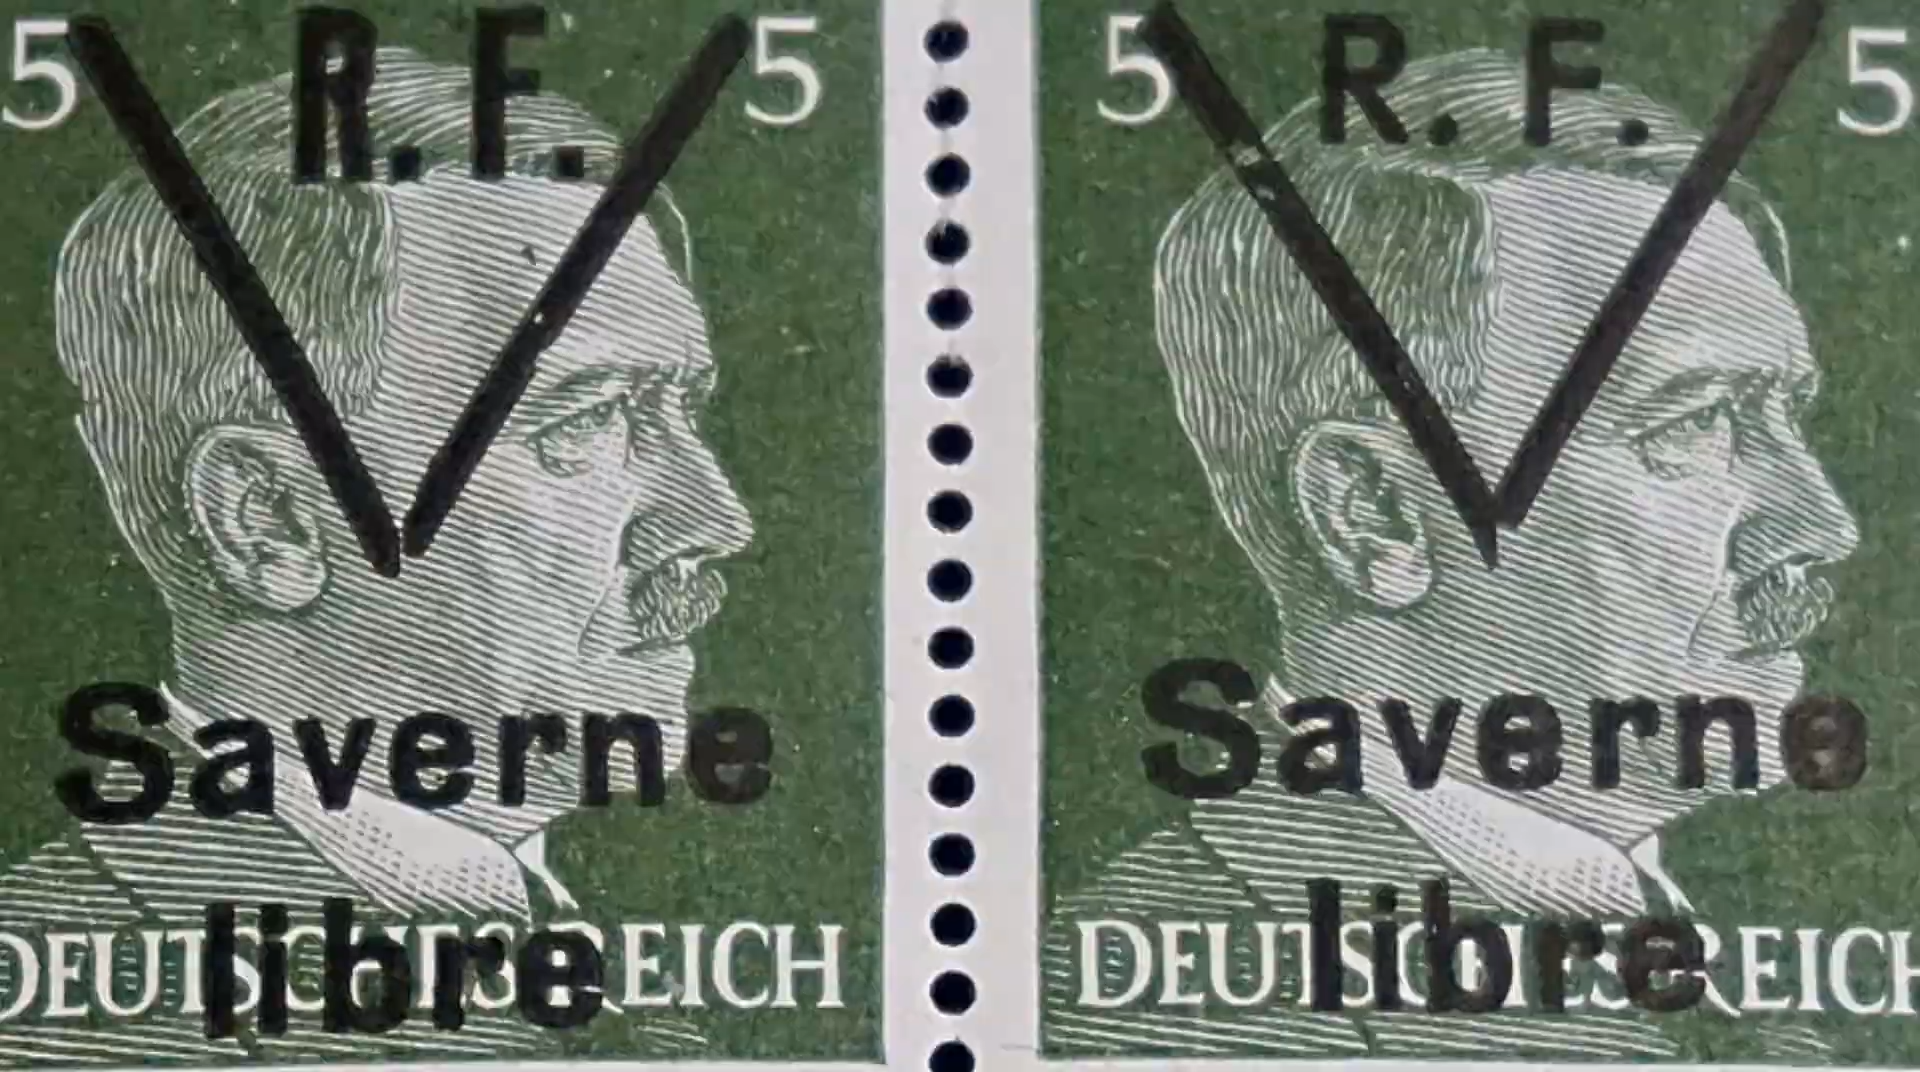 5 R. F. 5
Saverne
libre
DEUTSCHES REICH
5 R. F. 5
Saverne
libre
DEUTSCHES REICH